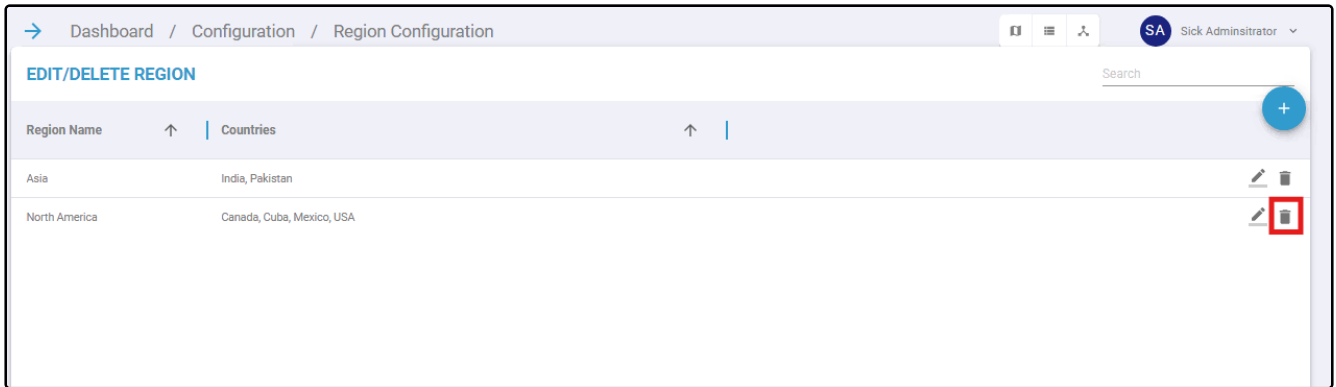 Dashboard / Configuration / Region Configuration
SA Sick Adminsitrator
EDIT/DELETE REGION
Search
+
Region Name Countries
Asia India, Pakistan
North America Canada, Cuba, Mexico, USA